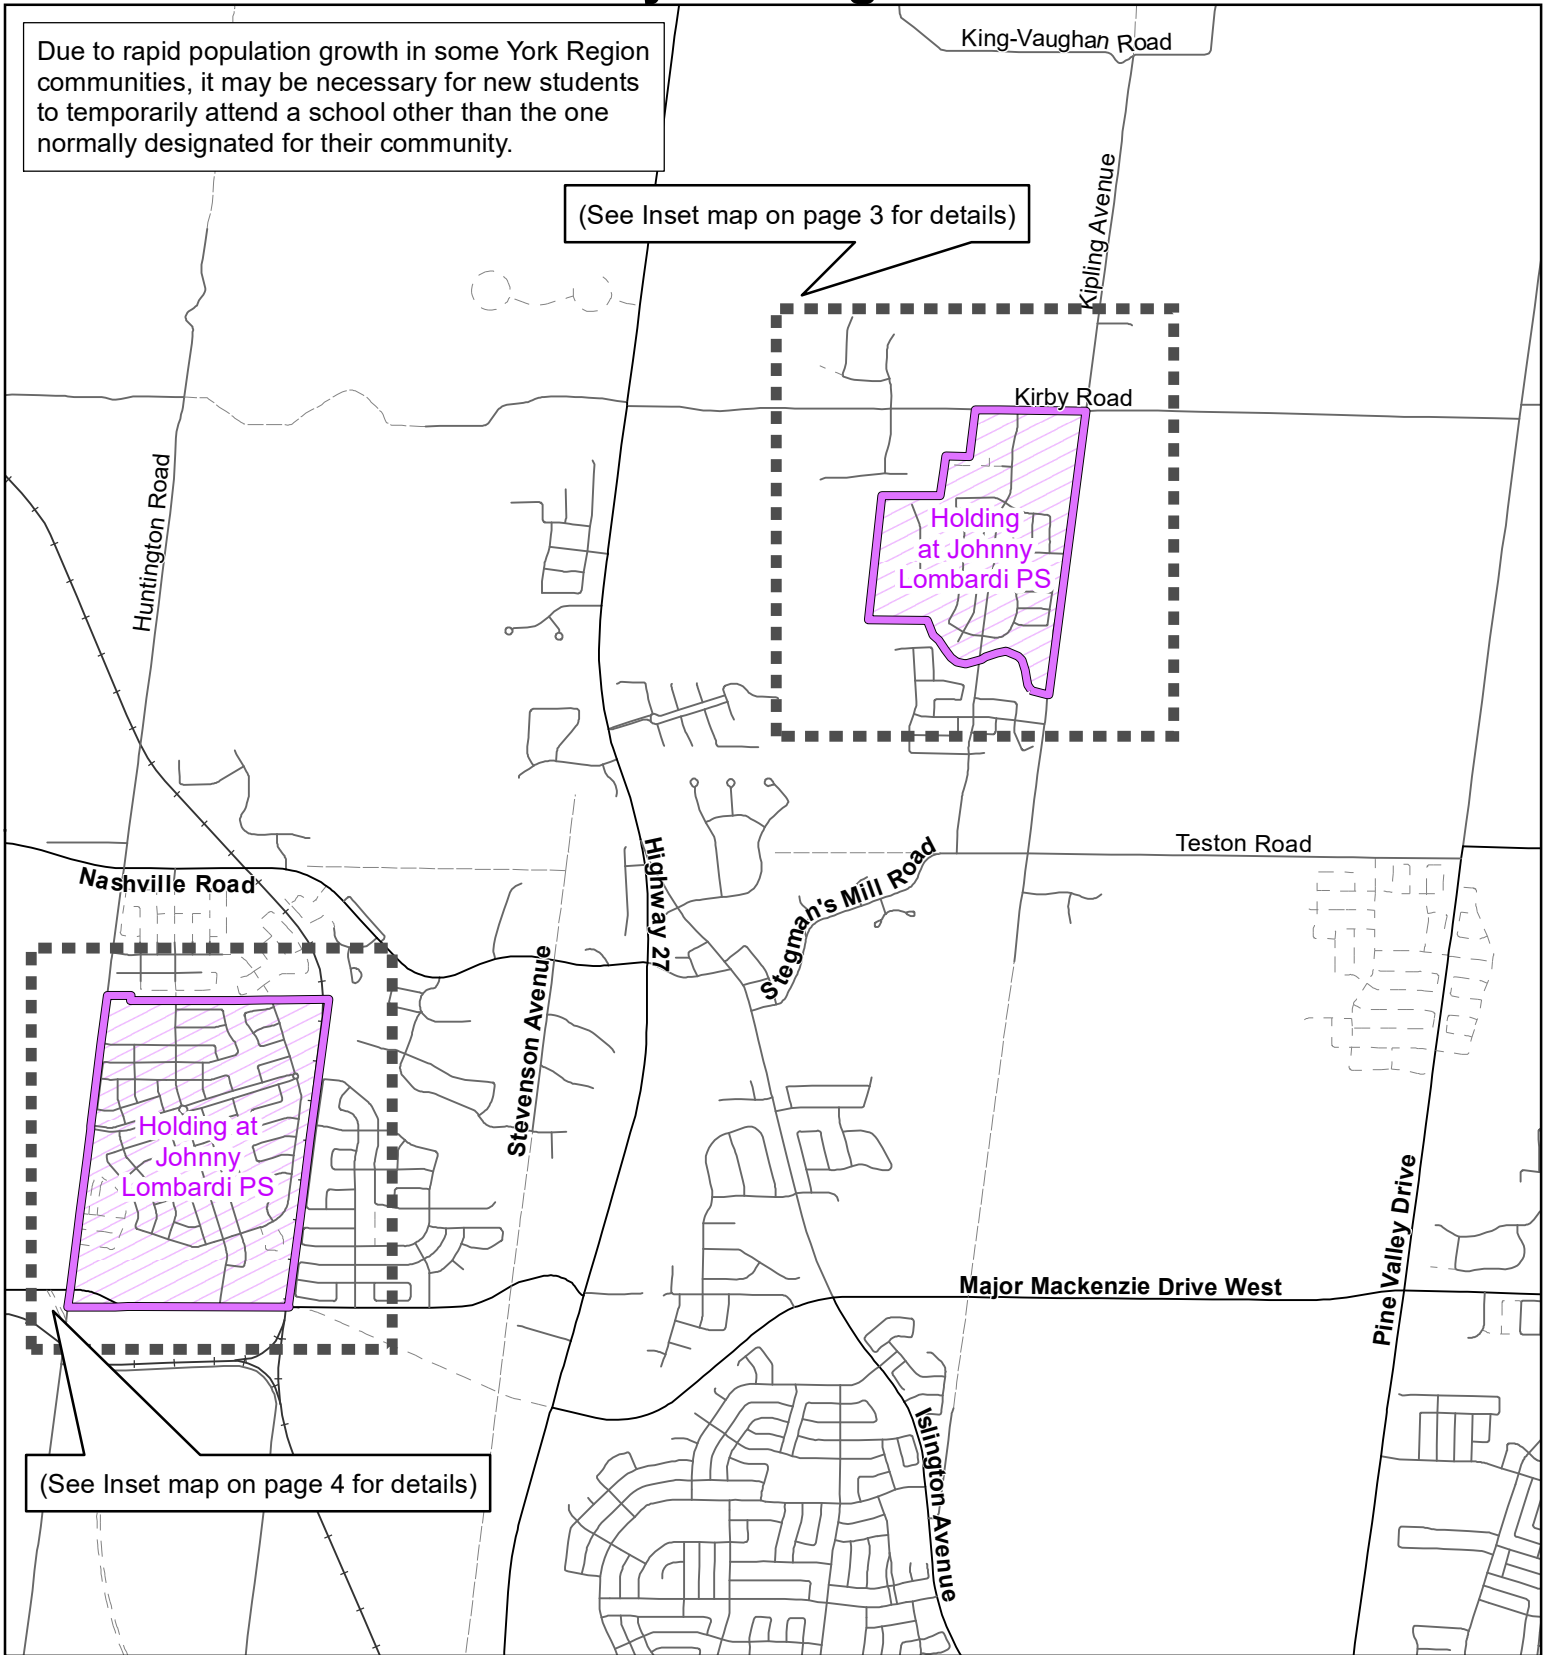 Due to rapid population growth in some York Region
communities, it may be necessary for new students
to temporarily attend a school other than the one
normally designated for their community.
King-Vaughan Road
(See Inset map on page 3 for details)
Kipling Avenue
Kirby Road
Huntington Road
Holding
at Johnny
Lombardi PS
Highway 27
Stegman's Mill Road
Teston Road
Nashville Road
Stevenson Avenue
Holding at
Johnny
Lombardi PS
Pine Valley Drive
Major Mackenzie Drive West
Islington Avenue
(See Inset map on page 4 for details)